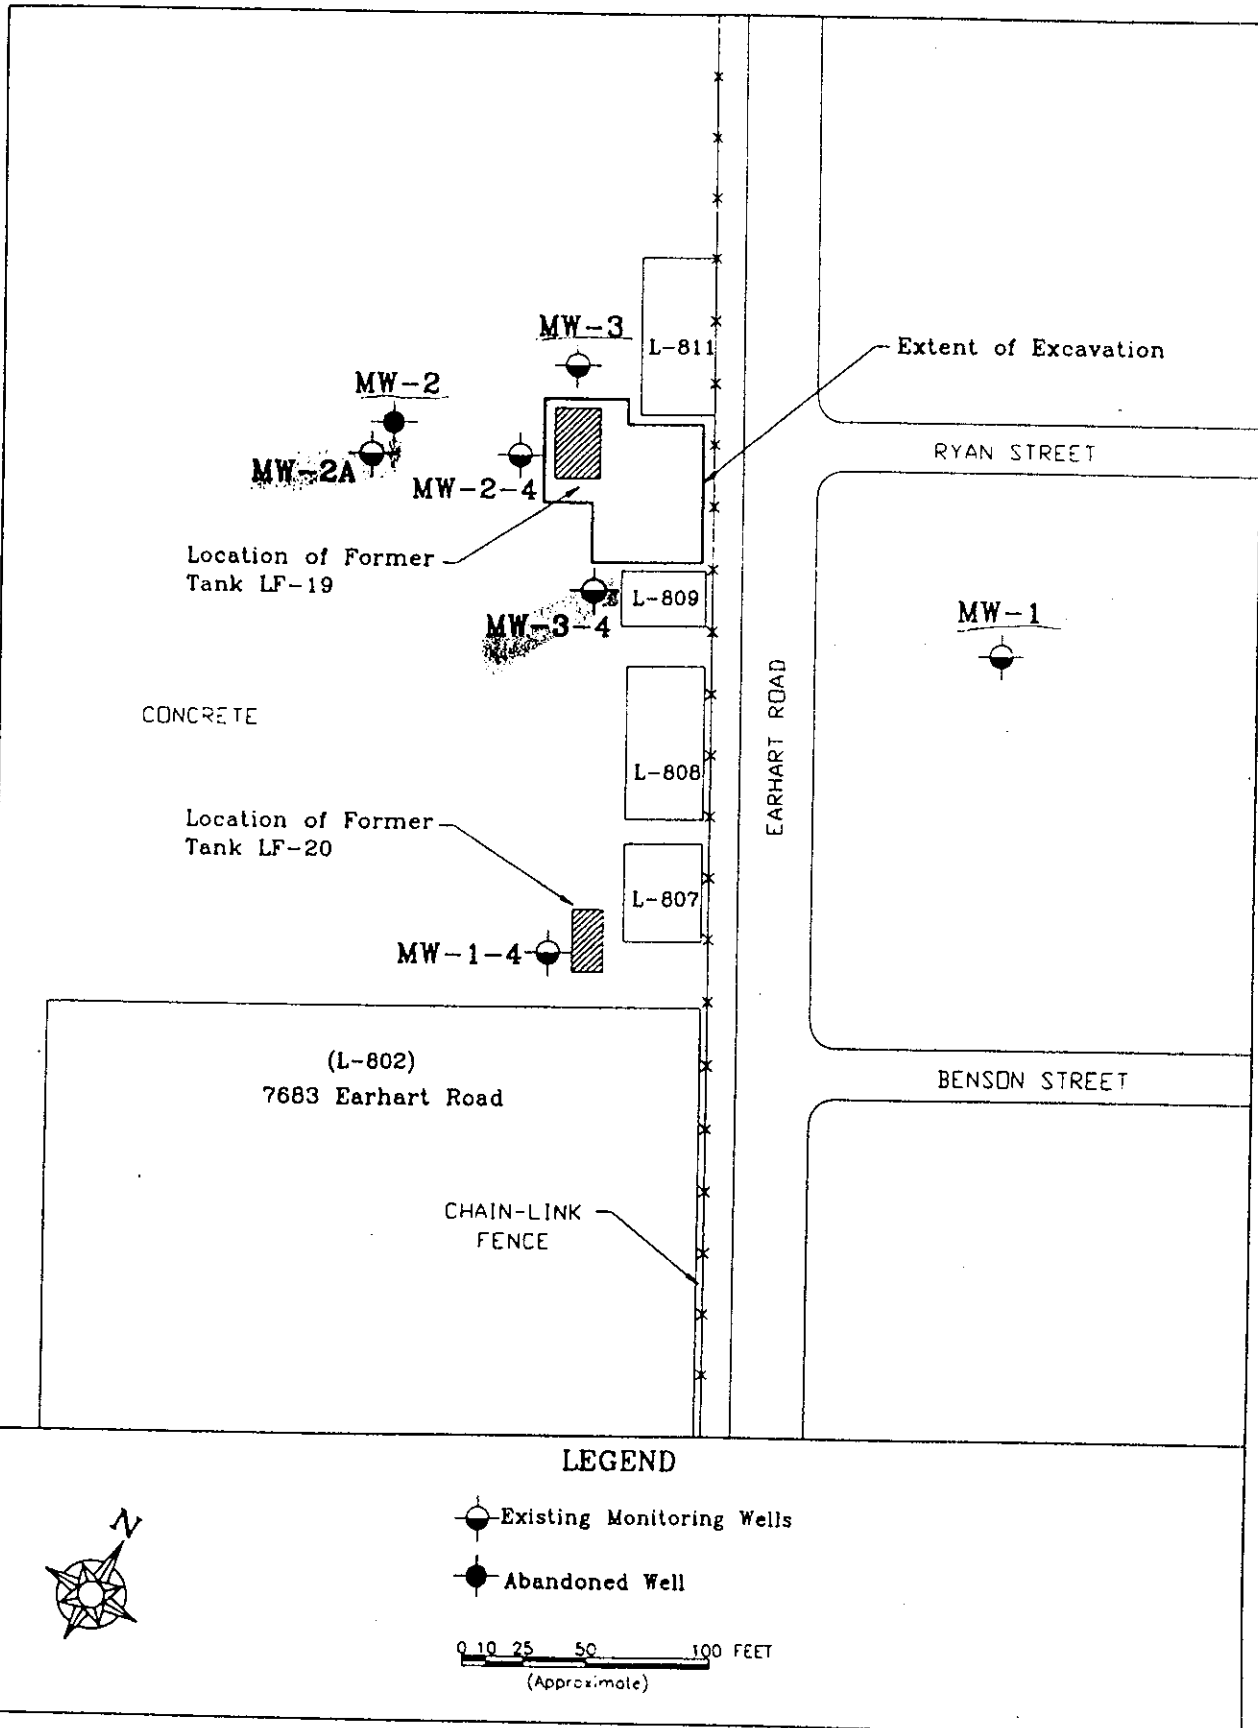 MW-3
L-811
Extent of Excavation
MW-2
RYAN STREET
MW-2A
MW-2-4
Location of Former
Tank LF-19
L-809
MW-3-4
MW-1
EARHART ROAD
CONCRETE
L-808
Location of Former
Tank LF-20
L-807
MW-1-4
(L-802)
7683 Earhart Road
BENSON STREET
CHAIN-LINK
FENCE
LEGEND
N
Existing Monitoring Wells
Abandoned Well
0 10 25 50 100 FEET
(Approximate)